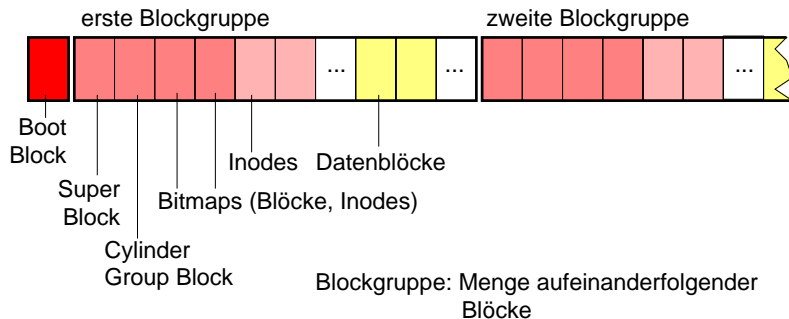 erste Blockgruppe
zweite Blockgruppe
...
...
...
Boot
Block
Inodes
Datenblöcke
Super
Block
Bitmaps (Blöcke, Inodes)
Cylinder
Group Block
Blockgruppe: Menge aufeinanderfolgender
Blöcke